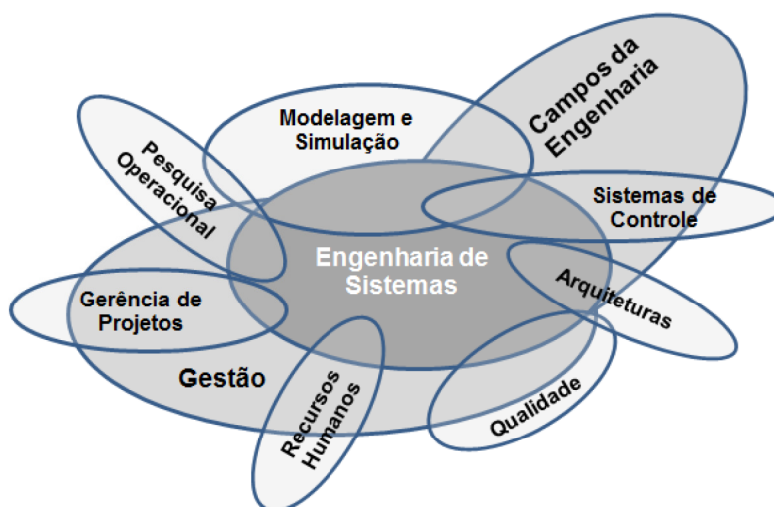 Modelagem e
Simulação
Campos da
Engenharia
Pesquisa
Operacional
Sistemas de
Controle
Engenharia de
Sistemas
Arquiteturas
Gerência de
Projetos
Gestão
Recursos
Humanos
Qualidade